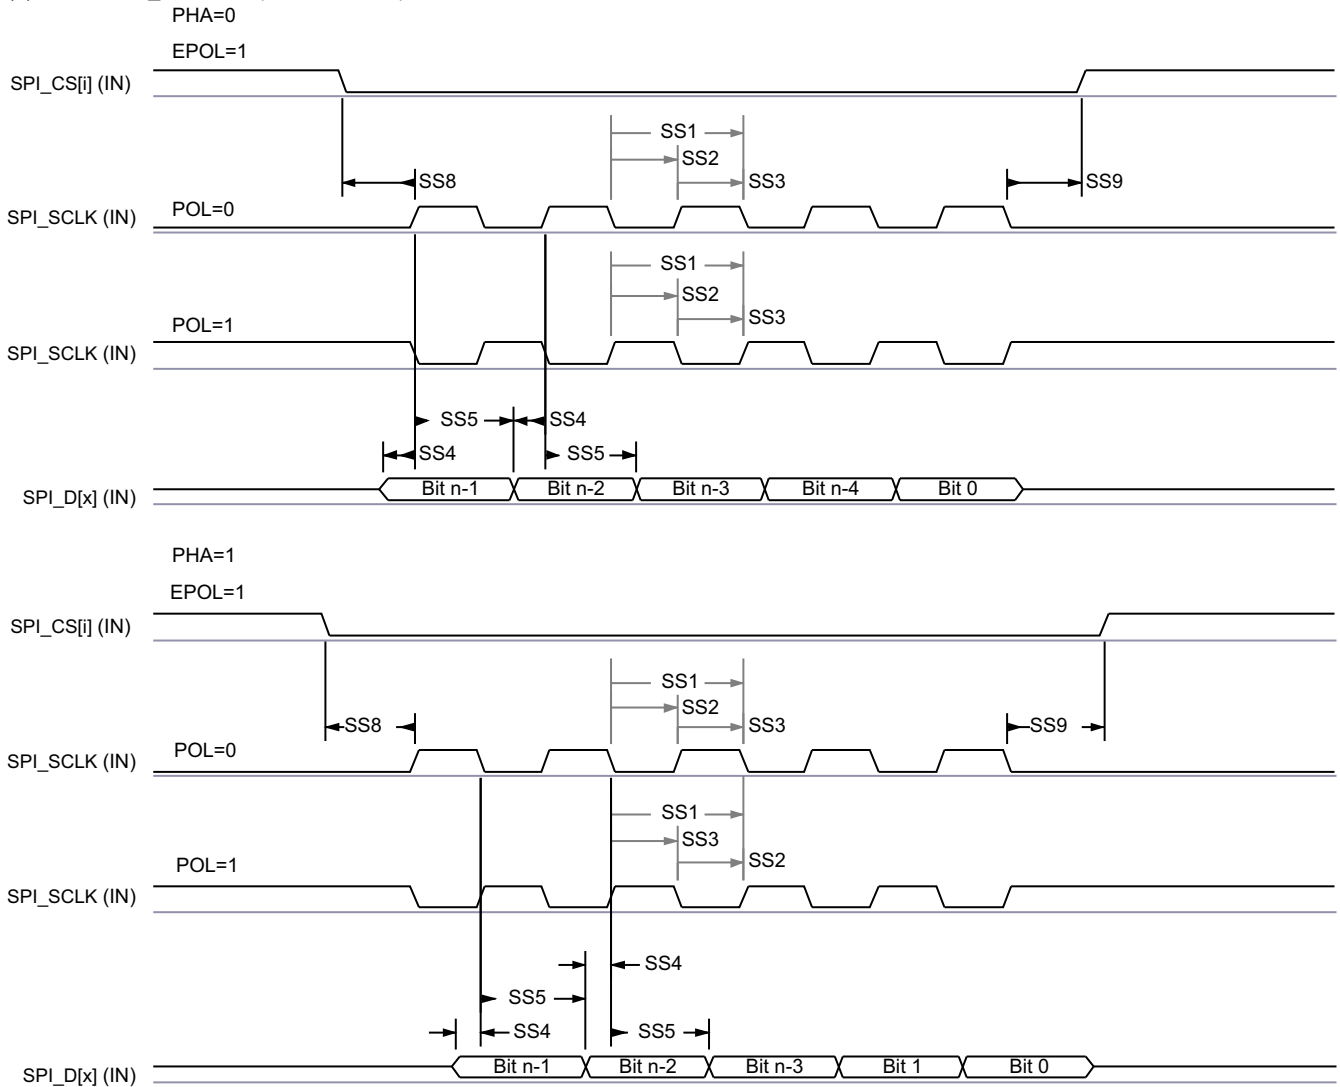 PHA=0
EPOL=1
SPI_CS[i] (IN)
SS1
SS2
SS8
SS3
SS9
POL=0
SPI_SCLK (IN)
SS1
SS2
SS3
POL=1
SPI_SCLK (IN)
SS5
SS4
SS4
SS5
Bit n-1
Bit n-2
Bit n-3
Bit n-4
Bit 0
SPI_D[x] (IN)
PHA=1
EPOL=1
SPI_CS[i] (IN)
SS1
SS2
SS8
SS3
SS9
POL=0
SPI_SCLK (IN)
SS1
SS3
SS2
POL=1
SPI_SCLK (IN)
SS4
SS5
SS4
SS5
Bit n-1
Bit n-2
Bit n-3
Bit 1
Bit 0
SPI_D[x] (IN)